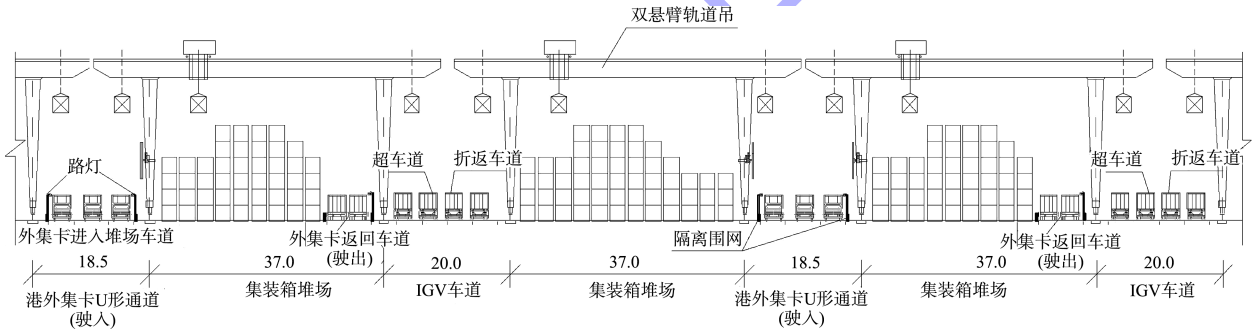 双悬臂轨道吊
路灯
超车道
折返车道
超车道
折返车道
外集卡进入堆场车道
外集卡返回车道
(驶出)
隔离围网
外集卡返回车道
(驶出)
18.5
37.0
20.0
37.0
18.5
37.0
20.0
港外集卡U形通道
(驶入)
集装箱堆场
IGV车道
集装箱堆场
港外集卡U形通道
(驶入)
集装箱堆场
IGV车道